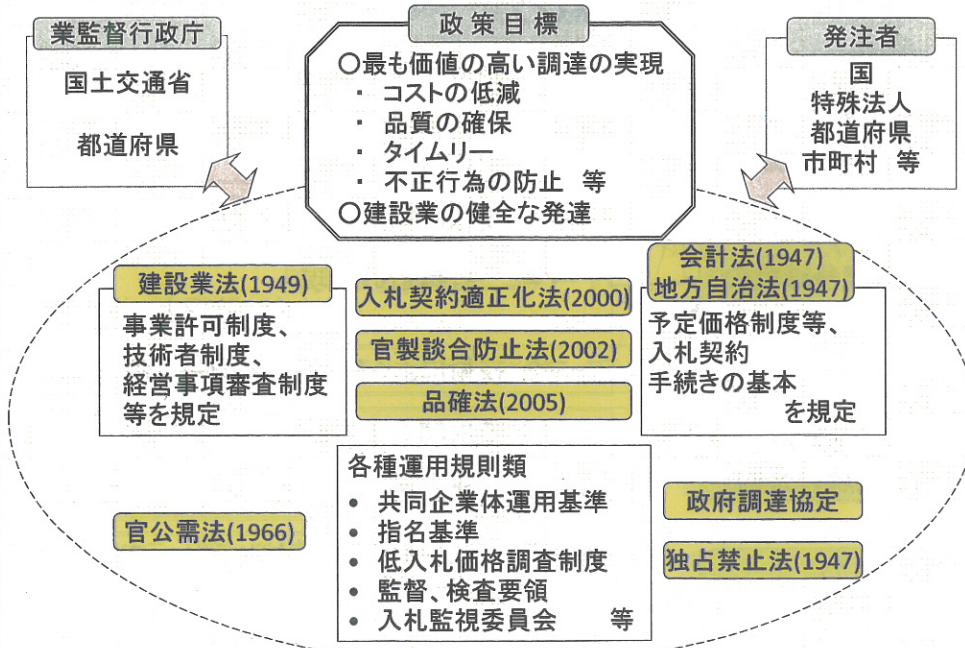 業監督行政庁
国土交通省
都道府県
政策目標
○最も価値の高い調達の実現
・ コストの低減
・ 品質の確保
・ タイムリー
・ 不正行為の防止 等
○建設業の健全な発達
発注者
国
特殊法人
都道府県
市町村 等
建設業法(1949)
事業許可制度、
技術者制度、
経営事項審査制度
等を規定
入札契約適正化法(2000)
官製談合防止法(2002)
品確法(2005)
会計法(1947)
地方自治法(1947)
予定価格制度等、
入札契約
手続きの基本
を規定
官公需法(1966)
各種運用規則類
• 共同企業体運用基準
• 指名基準
• 低入札価格調査制度
• 監督、検査要領
• 入札監視委員会 等
政府調達協定
独占禁止法(1947)